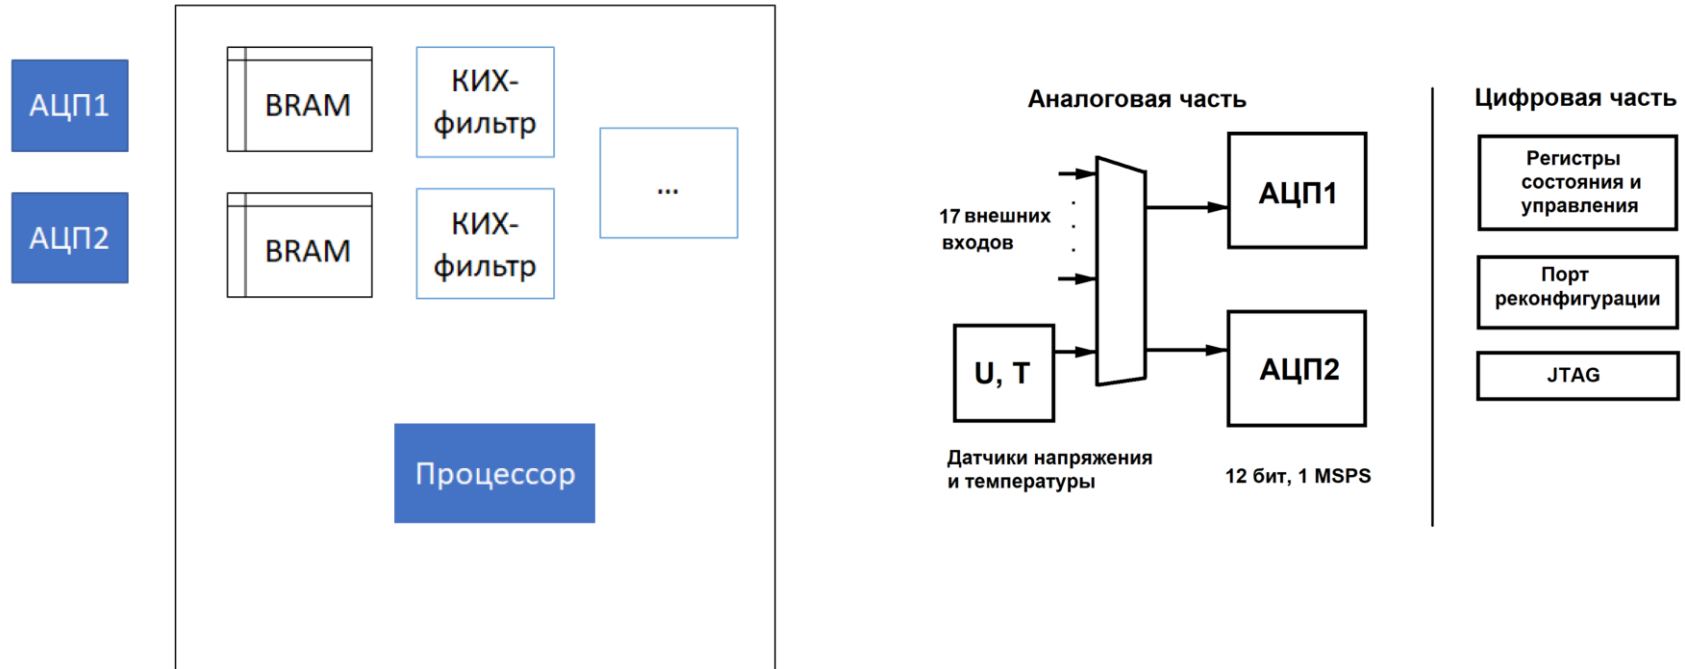 АЦП1
АЦП2
BRAM
КИХ-
фильтр
BRAM
КИХ-
фильтр
...
Процессор
Аналоговая часть
17 внешних
входов
АЦП1
U, T
АЦП2
Датчики напряжения
и температуры
12 бит, 1 MSPS
Цифровая часть
Регистры
состояния и
управления
Порт
реконфигурации
JTAG